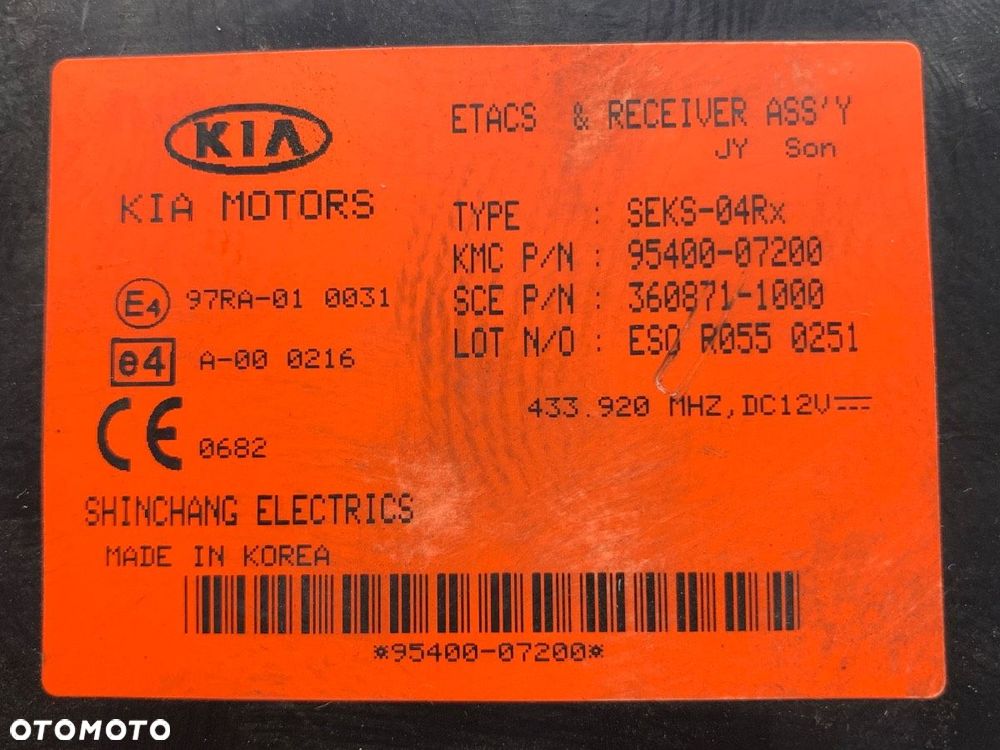 KIA
KIA MOTORS
ETACS & RECEIVER ASS'Y
JY Son
TYPE : SEKS-04Rx
KMC P/N : 95400-07200
SCE P/N : 360871-1000
LOT N/O : ESO R055 0251
433.920 MHZ,DC12V
E4 97RA-01 0031
e4 A-00 0216
CE 0682
SHINCHANG ELECTRICS
MADE IN KOREA
*95400-07200*
OTOMOTO